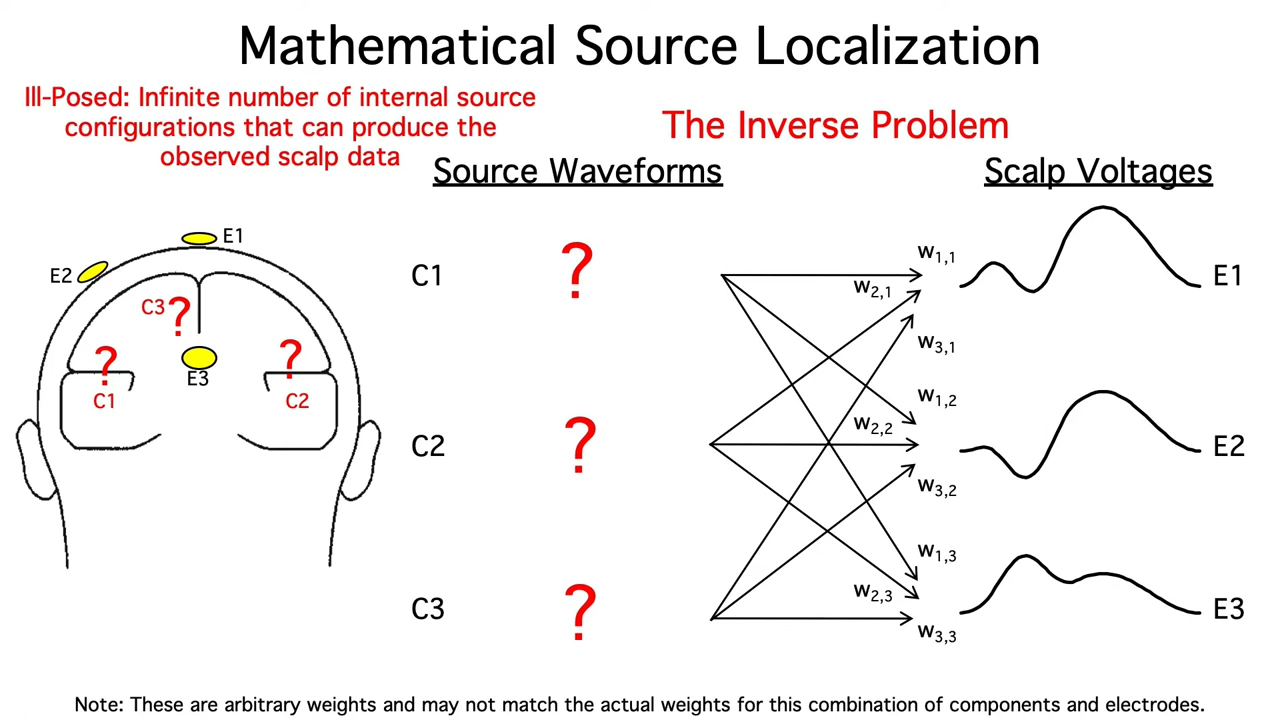 Mathematical Source Localization
Ill-Posed: Infinite number of internal source
configurations that can produce the
observed scalp data
The Inverse Problem
Source Waveforms
Scalp Voltages
E1
E2
C3 ?
?
?
E3
C1
C2
C1
?
C2
?
C3
?
w1,1
w2,1
w3,1
w1,2
w2,2
w3,2
w1,3
w2,3
w3,3
E1
E2
E3
Note: These are arbitrary weights and may not match the actual weights for this combination of components and electrodes.